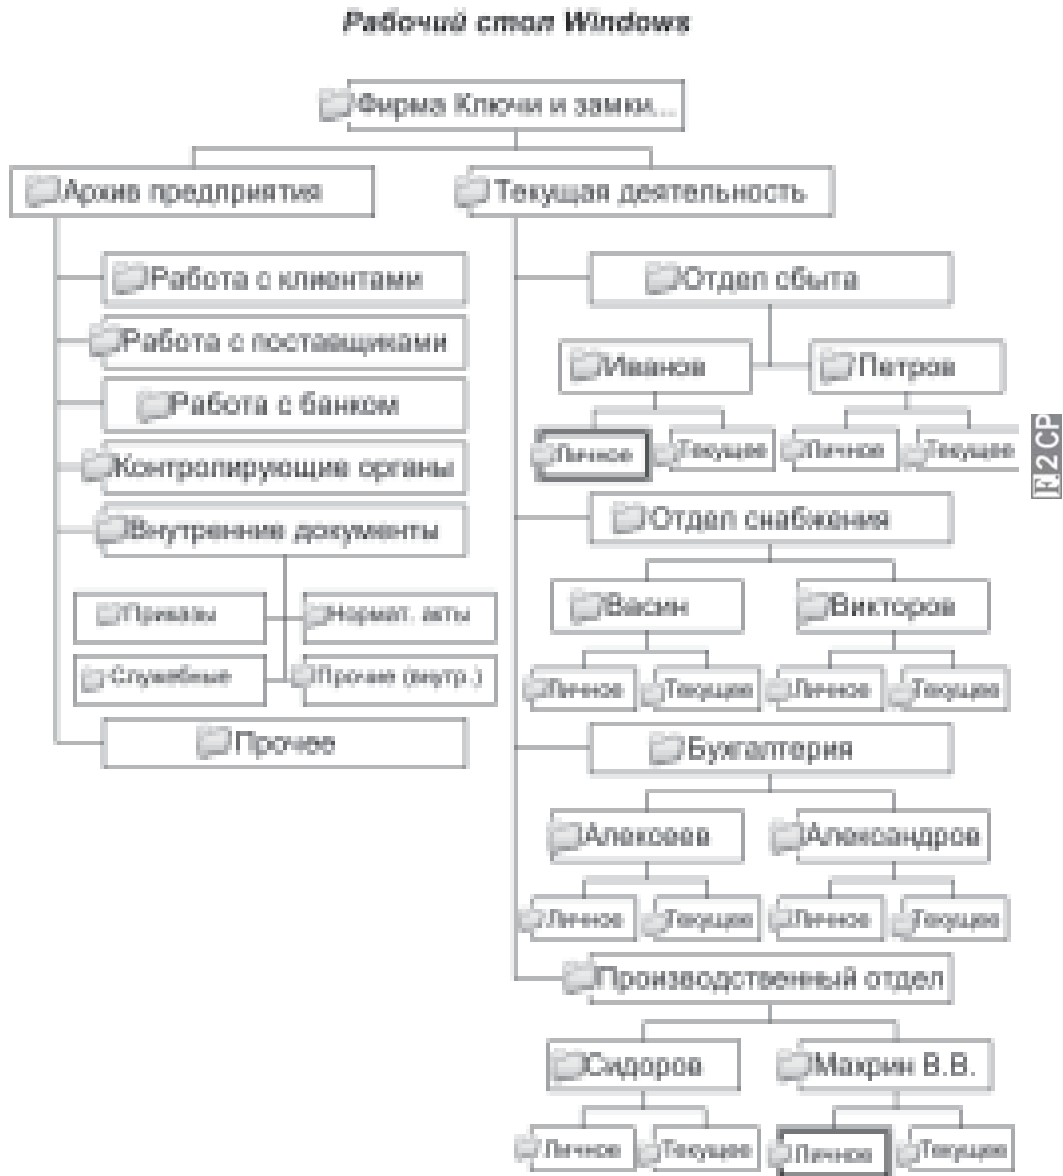 Рабочий стол Windows
Фирма Ключи и замки...
Архив предприятия
Текущая деятельность
Работа с клиентами
Работа с поставщиками
Работа с банком
Контролирующие органы
Внутренние документы
Приказы
Нормат. акты
Служебные
Прочие (внутр.)
Прочее
Отдел сбыта
Иванов
Петров
Личное
Текущее
Личное
Текущее
Отдел снабжения
Васин
Викторов
Личное
Текущее
Личное
Текущее
Бухгалтерия
Алексеев
Александров
Личное
Текущее
Личное
Текущее
Производственный отдел
Сидоров
Махрин В.В.
Личное
Текущее
Личное
Текущее
E2CP